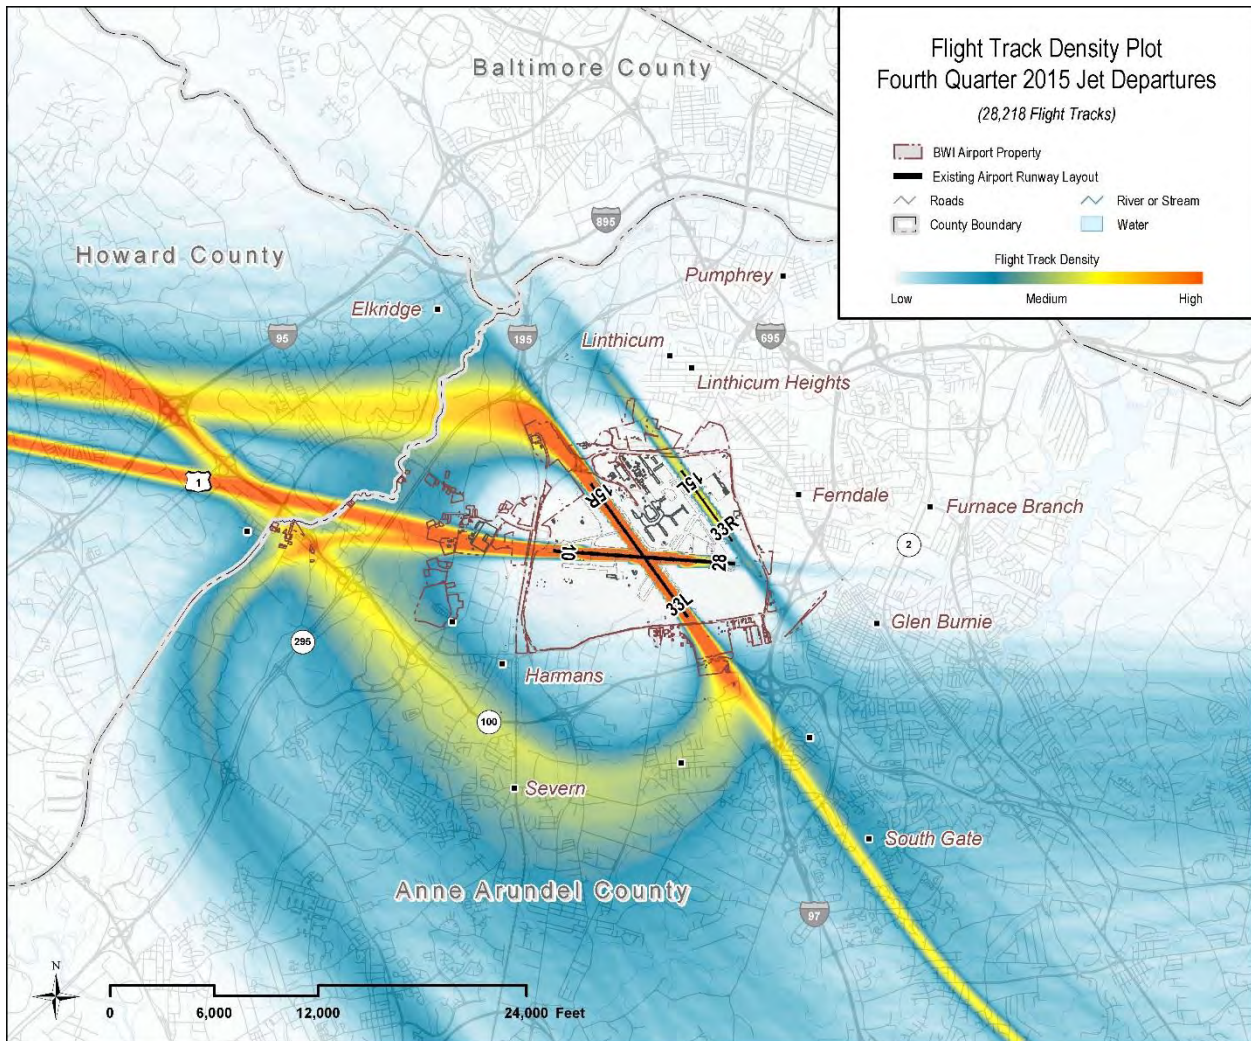 Flight Track Density Plot
Fourth Quarter 2015 Jet Departures
(28,218 Flight Tracks)
BWI Airport Property
Existing Airport Runway Layout
Roads
River or Stream
County Boundary
Water
Flight Track Density
Low
Medium
High
Baltimore County
895
Howard County
Pumphrey
Elkridge
95
195
695
Linthicum
Linthicum Heights
1
15R
15L
Ferndale
Furnace Branch
33R
2
10
28
33L
Glen Burnie
295
Harmans
100
Severn
South Gate
Anne Arundel County
97
N
0
6,000
12,000
24,000 Feet